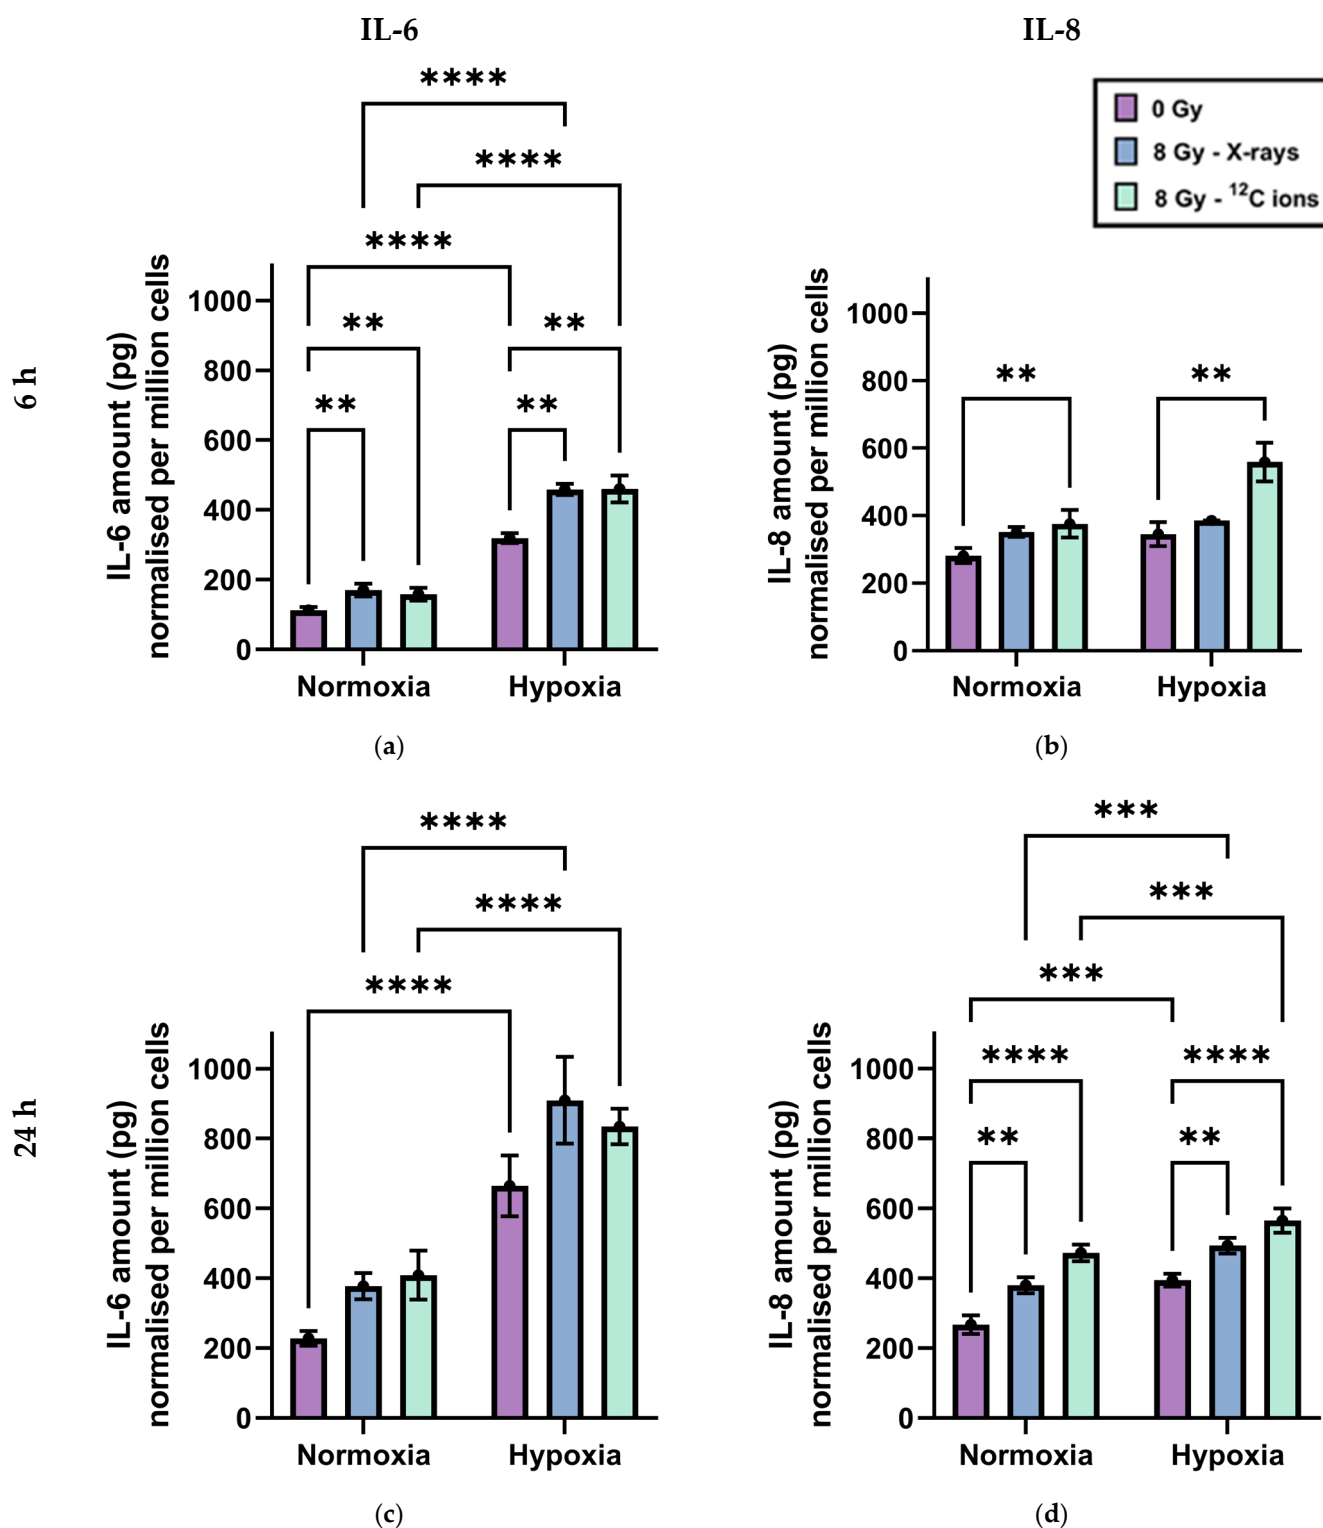 IL-6
IL-8
0 Gy
8 Gy - X-rays
8 Gy - ¹²C ions
6 h
IL-6 amount (pg)
normalised per million cells
1000
800
600
400
200
0
****
****
****
**
**
**
**
Normoxia
Hypoxia
(a)
IL-8 amount (pg)
normalised per million cells
1000
800
600
400
200
0
**
**
Normoxia
Hypoxia
(b)
24 h
IL-6 amount (pg)
normalised per million cells
1000
800
600
400
200
0
****
****
****
Normoxia
Hypoxia
(c)
IL-8 amount (pg)
normalised per million cells
1000
800
600
400
200
0
***
***
***
****
****
**
**
Normoxia
Hypoxia
(d)